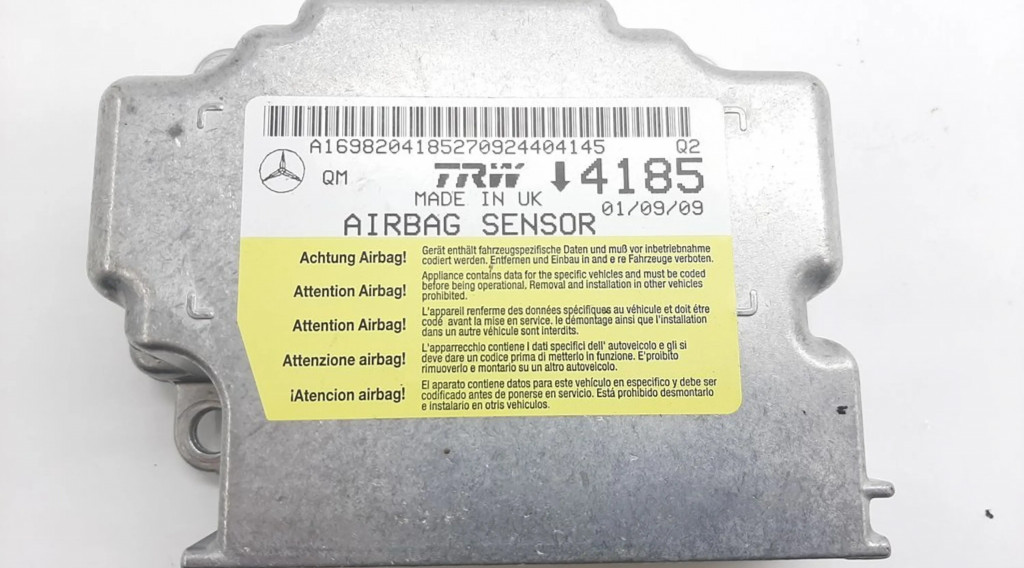 A1698204185270924404145 Q2
QM TRW 4185
MADE IN UK 01/09/09
AIRBAG SENSOR
Achtung Airbag! Gerät enthält fahrzeugspezifische Daten und muß vor inbetriebnahme
codiert werden. Entfernen und Einbau in and e re Fahrzeuge verboten.
Attention Airbag! Appliance contains data for the specific vehicles and must be coded
before being operational. Removal and installation in other vehicles
prohibited.
Attention Airbag! L'appareil renferme des données spécifiques au véhicule et doit étre
codé avant la mise en service. le démontage ainsi que l'installation
dans un autre véhicule sont interdits.
Attenzione airbag! L'apparrecchio contiene I dati specifici dell' autoveicolo e gli si
deve dare un codice prima di metterlo in funzione. E'proibito
rimuoverlo e montario su un altro autoveicolo.
¡Atencion airbag! El aparato contiene datos para este vehículo en especifico y debe ser
codificado antes de ponerse en servicio. Está prohibido desmontarlo
e instalario en otris vehiculos.